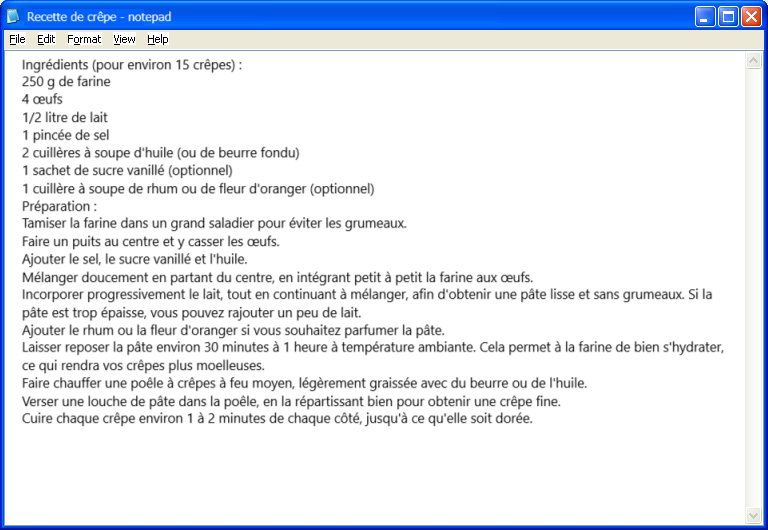 Recette de crêpe - notepad
File Edit Format View Help
Ingrédients (pour environ 15 crêpes) :
250 g de farine
4 œufs
1/2 litre de lait
1 pincée de sel
2 cuillères à soupe d'huile (ou de beurre fondu)
1 sachet de sucre vanillé (optionnel)
1 cuillère à soupe de rhum ou de fleur d'oranger (optionnel)
Préparation :
Tamiser la farine dans un grand saladier pour éviter les grumeaux.
Faire un puits au centre et y casser les œufs.
Ajouter le sel, le sucre vanillé et l'huile.
Mélanger doucement en partant du centre, en intégrant petit à petit la farine aux œufs.
Incorporer progressivement le lait, tout en continuant à mélanger, afin d'obtenir une pâte lisse et sans grumeaux. Si la
pâte est trop épaisse, vous pouvez rajouter un peu de lait.
Ajouter le rhum ou la fleur d'oranger si vous souhaitez parfumer la pâte.
Laisser reposer la pâte environ 30 minutes à 1 heure à température ambiante. Cela permet à la farine de bien s'hydrater,
ce qui rendra vos crêpes plus moelleuses.
Faire chauffer une poêle à crêpes à feu moyen, légèrement graissée avec du beurre ou de l'huile.
Verser une louche de pâte dans la poêle, en la répartissant bien pour obtenir une crêpe fine.
Cuire chaque crêpe environ 1 à 2 minutes de chaque côté, jusqu'à ce qu'elle soit dorée.